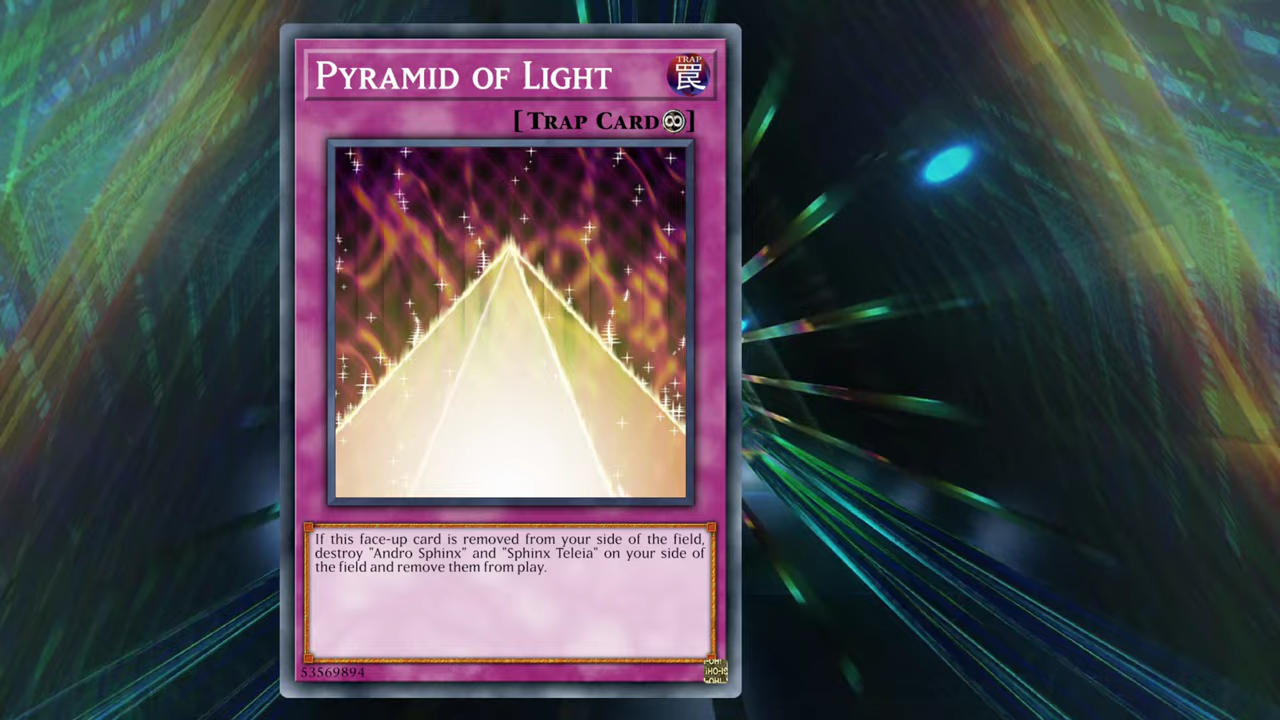 Pyramid of Light
TRAP
罠
[Trap Card]
If this face-up card is removed from your side of the field,
destroy "Andro Sphinx" and "Sphinx Teleia" on your side of
the field and remove them from play.
53569894